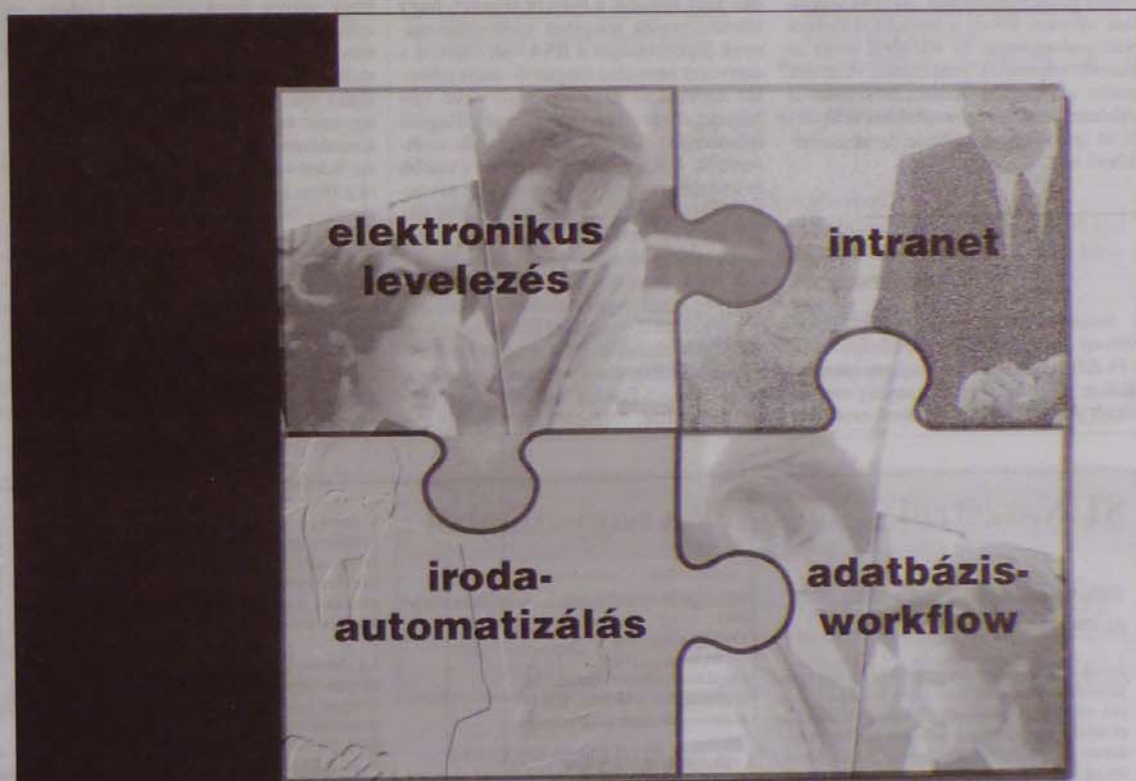 elektronikus
levelezés
intranet
iroda-
automatizálás
adatbázis-
workflow